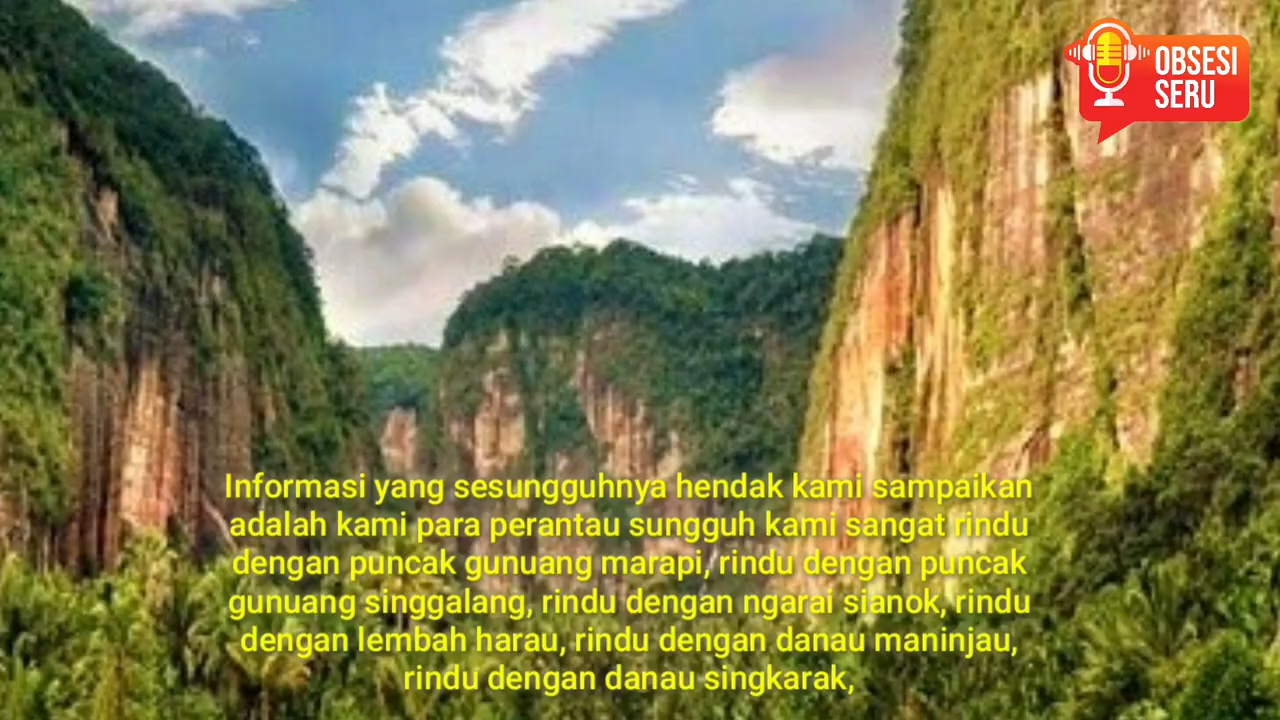 OBSESI
SERU
Informasi yang sesungguhnya hendak kami sampaikan
adalah kami para perantau sungguh kami sangat rindu
dengan puncak gunuang marapi, rindu dengan puncak
gunuang singgalang, rindu dengan ngarai sianok, rindu
dengan lembah harau, rindu dengan danau maninjau,
rindu dengan danau singkarak,